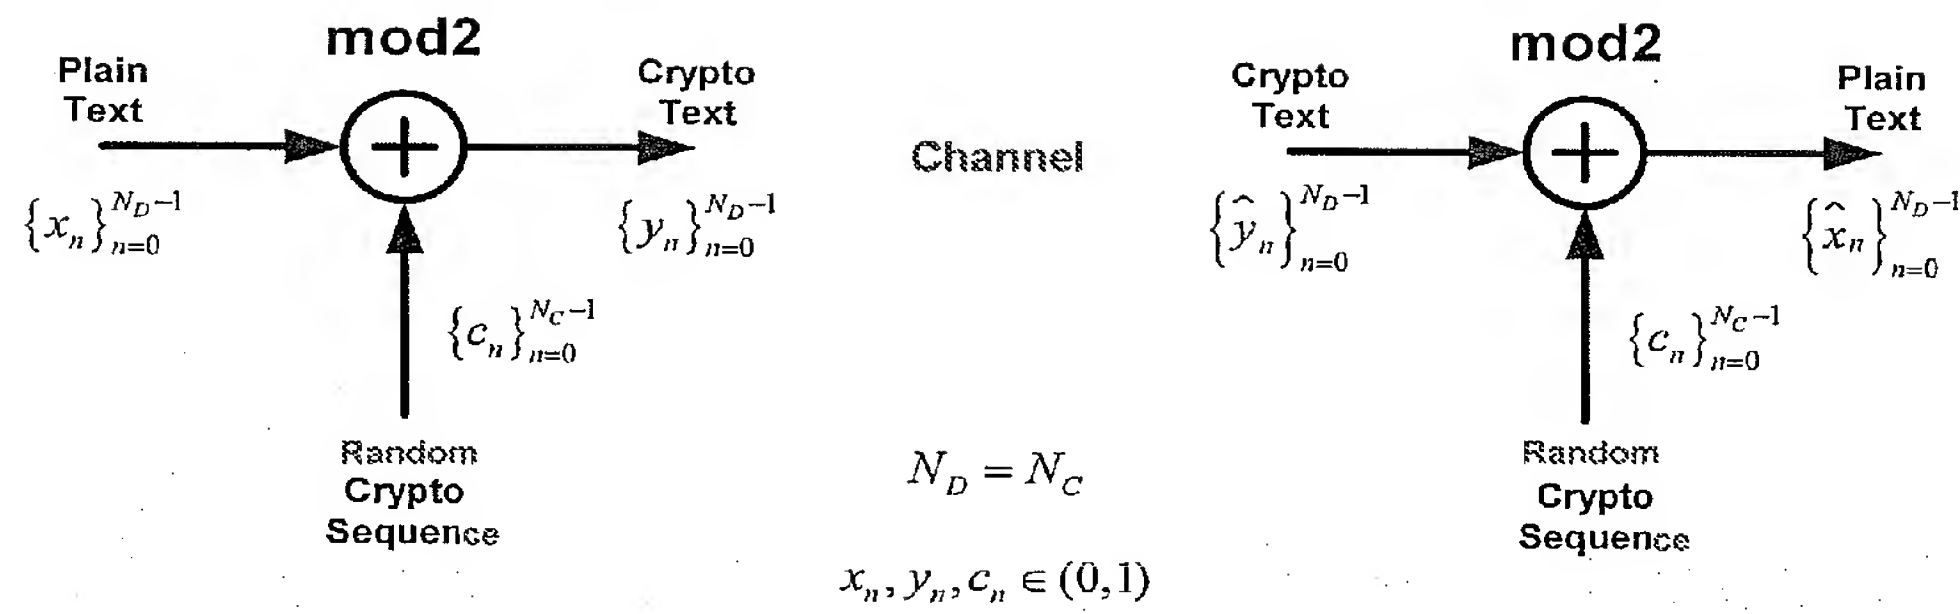 mod2
Plain
Text
Crypto
Text
{x_n}_{n=0}^{N_D-1}
{y_n}_{n=0}^{N_D-1}
{c_n}_{n=0}^{N_C-1}
Random
Crypto
Sequence
Channel
N_D = N_C
x_n, y_n, c_n ∈ (0,1)
mod2
Crypto
Text
Plain
Text
{ŷ_n}_{n=0}^{N_D-1}
{x̂_n}_{n=0}^{N_D-1}
{c_n}_{n=0}^{N_C-1}
Random
Crypto
Sequence